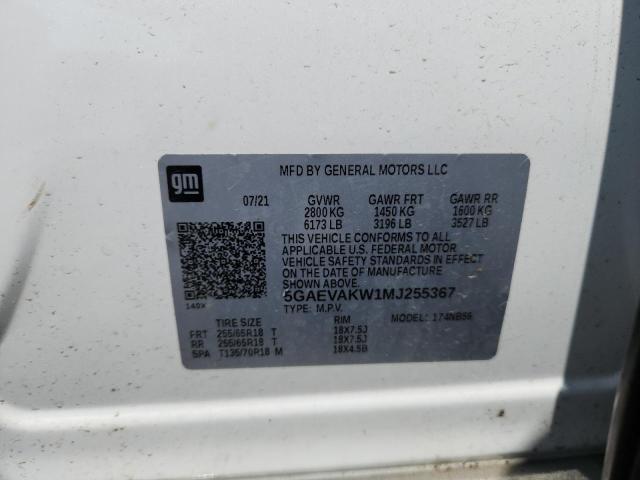 MFD BY GENERAL MOTORS LLC
gm
07/21 GVWR GAWR FRT GAWR RR
2800 KG 1450 KG 1600 KG
6173 LB 3196 LB 3527 LB
THIS VEHICLE CONFORMS TO ALL
APPLICABLE U.S. FEDERAL MOTOR
VEHICLE SAFETY STANDARDS IN EFFECT
ON THE DATE OF MANUFACTURE
SHOWN ABOVE.
149X
5GAEVAKW1MJ255367
TYPE: M.P.V. MODEL: 174NB56
TIRE SIZE RIM
FRT 255/65R18 T 18X7.5J
RR 255/65R18 T 18X7.5J
SPA T135/70R18 M 18X4.5B